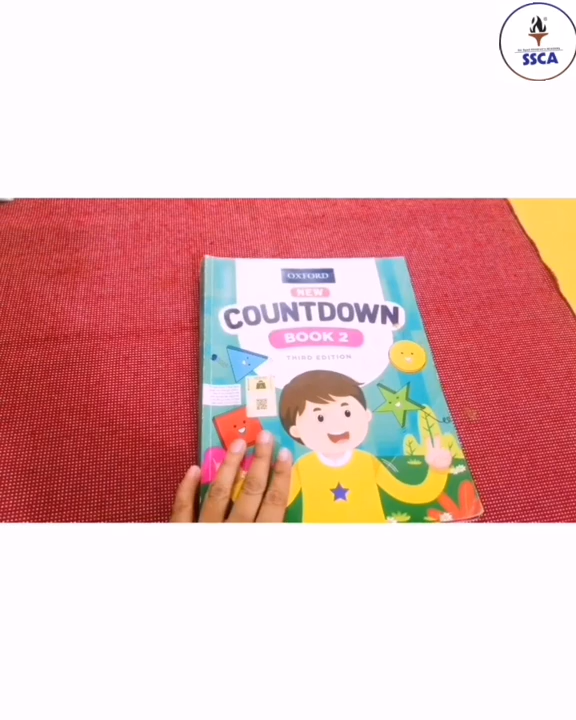 SSCA
OXFORD
NEW
COUNTDOWN
BOOK 2
THIRD EDITION